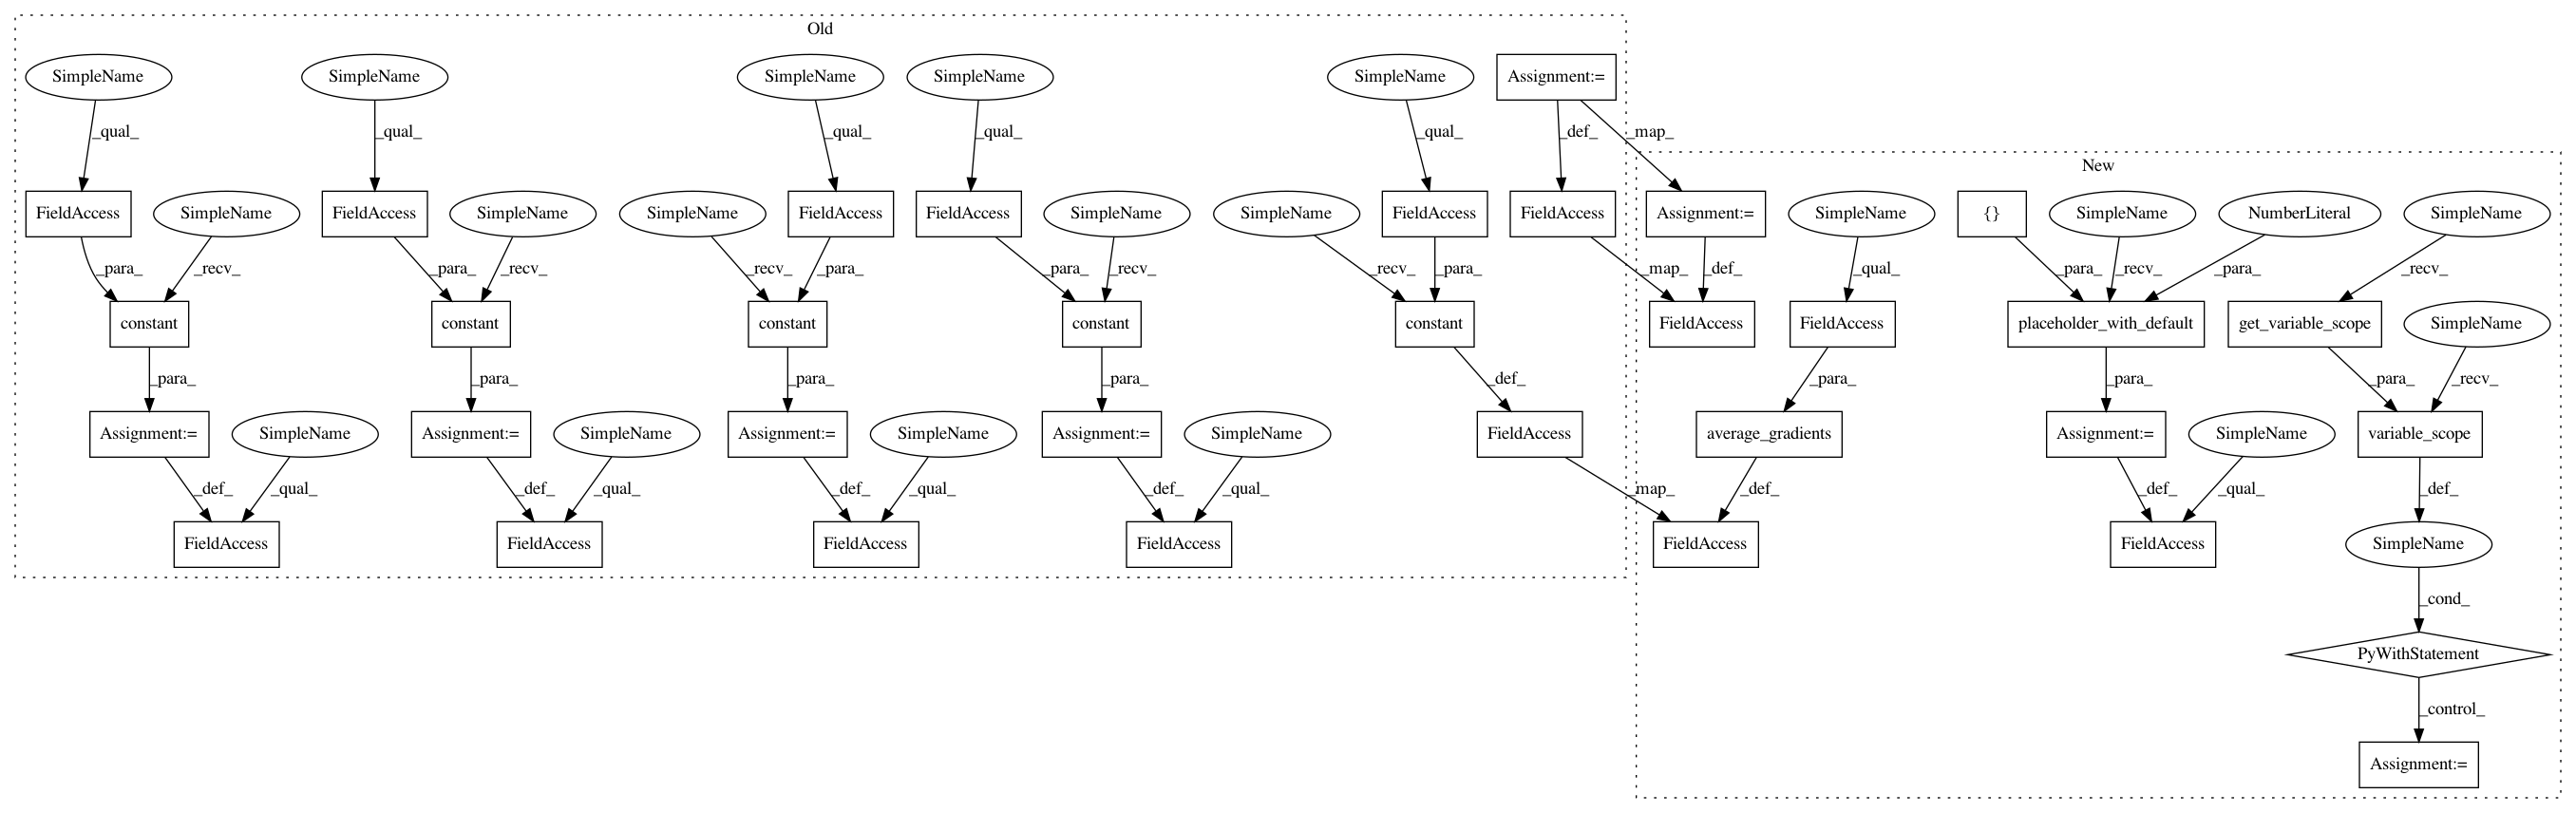 Old
SimpleName
SimpleName
SimpleName
SimpleName
SimpleName
Assignment:=
_qual_
_qual_
_qual_
_qual_
_qual_
_def_
_map_
New
FieldAccess
SimpleName
FieldAccess
SimpleName
SimpleName
FieldAccess
FieldAccess
SimpleName
SimpleName
FieldAccess
FieldAccess
Assignment:=
SimpleName
{}
SimpleName
NumberLiteral
SimpleName
_para_
_recv_
_para_
_recv_
_recv_
_para_
_para_
_recv_
_recv_
_para_
_map_
_def_
_qual_
_para_
_recv_
_para_
_recv_
constant
constant
constant
constant
constant
FieldAccess
FieldAccess
placeholder_with_default
get_variable_scope
SimpleName
_para_
_para_
_para_
_para_
_def_
_para_
_para_
_para_
_recv_
Assignment:=
SimpleName
Assignment:=
SimpleName
Assignment:=
SimpleName
Assignment:=
SimpleName
FieldAccess
average_gradients
Assignment:=
SimpleName
variable_scope
_def_
_qual_
_def_
_qual_
_def_
_qual_
_def_
_qual_
_map_
_def_
_def_
_qual_
_def_
FieldAccess
FieldAccess
FieldAccess
FieldAccess
FieldAccess
FieldAccess
SimpleName
_cond_
PyWithStatement
_control_
Assignment:=